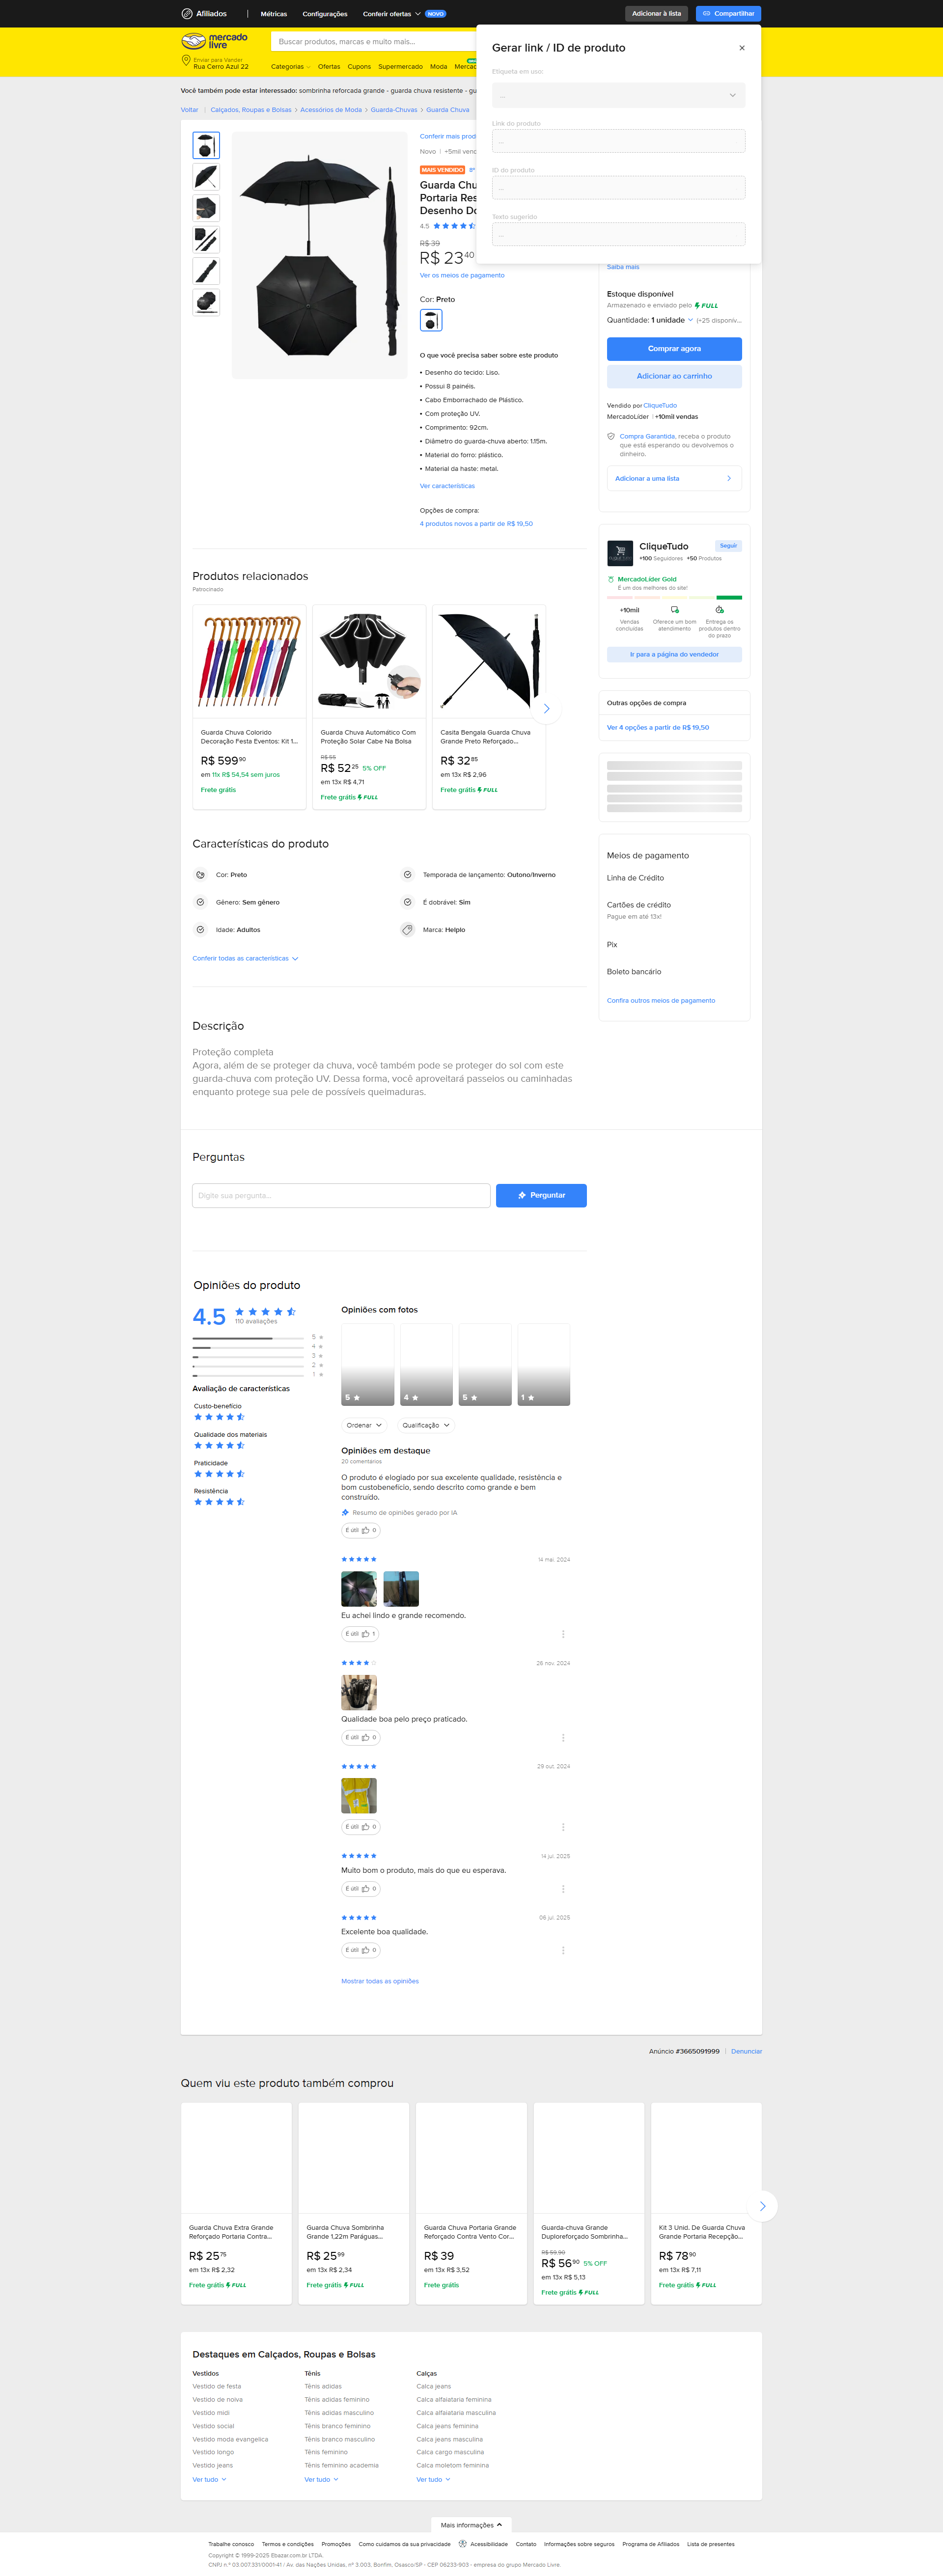 Afiliados
Métricas
Configurações
Conferir ofertas
NOVO
Adicionar à lista
Compartilhar
mercado
livre
Buscar produtos, marcas e muito mais...
Enviar para Vander
Rua Cerro Azul 22
Categorias
Ofertas
Cupons
Supermercado
Moda
Gerar link / ID de produto
Etiqueta em uso:
...
Link do produto
...
ID do produto
...
Texto sugerido
...
Você também pode estar interessado: sombrinha reforcada grande - guarda chuva resistente -
Voltar
Calçados, Roupas e Bolsas
Acessórios de Moda
Guarda-Chuvas
Guarda Chuva
Conferir mais
Novo
MAIS VENDIDO
8º
Guarda
Portaria
Desenho
4.5
R$ 39
R$ 23 40
Ver os meios de pagamento
Cor: Preto
O que você precisa saber sobre este produto
• Desenho do tecido: Liso.
• Possui 8 painéis.
• Cabo Emborrachado de Plástico.
• Com proteção UV.
• Comprimento: 92cm.
• Diâmetro do guarda-chuva aberto: 1.15m.
• Material do forro: plástico.
• Material da haste: metal.
Ver características
Opções de compra:
4 produtos novos a partir de R$ 19,50
Saiba mais
Estoque disponível
Armazenado e enviado pelo FULL
Quantidade: 1 unidade (+25 disponív...
Comprar agora
Adicionar ao carrinho
Vendido por CliqueTudo
MercadoLíder | +10mil vendas
Compra Garantida, receba o produto
que está esperando ou devolvemos o
dinheiro.
Adicionar a uma lista
CliqueTudo
Seguir
+100 Seguidores +50 Produtos
MercadoLíder Gold
É um dos melhores do site!
+10mil
Vendas
concluídas
Oferece um bom
atendimento
Entrega os
produtos dentro
do prazo
Ir para a página do vendedor
Outras opções de compra
Ver 4 opções a partir de R$ 19,50
Meios de pagamento
Linha de Crédito
Cartões de crédito
Pague em até 13x!
Pix
Boleto bancário
Confira outros meios de pagamento
Produtos relacionados
Patrocinado
Guarda Chuva Colorido
Decoração Festa Eventos: Kit 1...
R$ 599 90
em 11x R$ 54,54 sem juros
Frete grátis
Guarda Chuva Automático Com
Proteção Solar Cabe Na Bolsa
R$ 55
R$ 52 25 5% OFF
em 13x R$ 4,71
Frete grátis FULL
Casita Bengala Guarda Chuva
Grande Preto Reforçado...
R$ 32 85
em 13x R$ 2,96
Frete grátis FULL
Características do produto
Cor: Preto
Temporada de lançamento: Outono/Inverno
Gênero: Sem gênero
É dobrável: Sim
Idade: Adultos
Marca: Helplo
Conferir todas as características
Descrição
Proteção completa
Agora, além de se proteger da chuva, você também pode se proteger do sol com este
guarda-chuva com proteção UV. Dessa forma, você aproveitará passeios ou caminhadas
enquanto protege sua pele de possíveis queimaduras.
Perguntas
Digite sua pergunta...
Perguntar
Opiniões do produto
4.5
110 avaliações
5
4
3
2
1
Avaliação de características
Custo-benefício
Qualidade dos materiais
Praticidade
Resistência
Opiniões com fotos
5
4
5
1
Ordenar
Qualificação
Opiniões em destaque
20 comentários
O produto é elogiado por sua excelente qualidade, resistência e
bom custobenefício, sendo descrito como grande e bem
construído.
Resumo de opiniões gerado por IA
É útil 0
14 mai. 2024
Eu achei lindo e grande recomendo.
É útil 1
26 nov. 2024
Qualidade boa pelo preço praticado.
É útil 0
29 out. 2024
É útil 0
14 jul. 2025
Muito bom o produto, mais do que eu esperava.
É útil 0
06 jul. 2025
Excelente boa qualidade.
É útil 0
Mostrar todas as opiniões
Anúncio #3665091999
Denunciar
Quem viu este produto também comprou
Guarda Chuva Extra Grande
Reforçado Portaria Contra...
R$ 25 75
em 13x R$ 2,32
Frete grátis FULL
Guarda Chuva Sombrinha
Grande 1,22m Paráguas...
R$ 25 99
em 13x R$ 2,34
Frete grátis FULL
Guarda Chuva Portaria Grande
Reforçado Contra Vento Cor...
R$ 39
em 13x R$ 3,52
Frete grátis
Guarda-chuva Grande
Duploreforçado Sombrinha...
R$ 59,90
R$ 56 90 5% OFF
em 13x R$ 5,13
Frete grátis FULL
Kit 3 Unid. De Guarda Chuva
Grande Portaria Recepção...
R$ 78 90
em 13x R$ 7,11
Frete grátis FULL
Destaques em Calçados, Roupas e Bolsas
Vestidos
Vestido de festa
Vestido de noiva
Vestido midi
Vestido social
Vestido moda evangelica
Vestido longo
Vestido jeans
Ver tudo
Tênis
Tênis adidas
Tênis adidas feminino
Tênis adidas masculino
Tênis branco feminino
Tênis branco masculino
Tênis feminino
Tênis feminino academia
Ver tudo
Calças
Calca jeans
Calca alfaiataria feminina
Calca alfaiataria masculina
Calca jeans feminina
Calca jeans masculina
Calca cargo masculina
Calca moletom feminina
Ver tudo
Mais informações
Trabalhe conosco
Termos e condições
Promoções
Como cuidamos da sua privacidade
Acessibilidade
Contato
Informações sobre seguros
Programa de Afiliados
Lista de presentes
Copyright © 1999-2025 Ebazar.com.br LTDA.
CNPJ n.º 03.007.331/0001-41 / Av. das Nações Unidas, nº 3.003, Bonfim, Osasco/SP - CEP 06233-903 - empresa do grupo Mercado Livre.